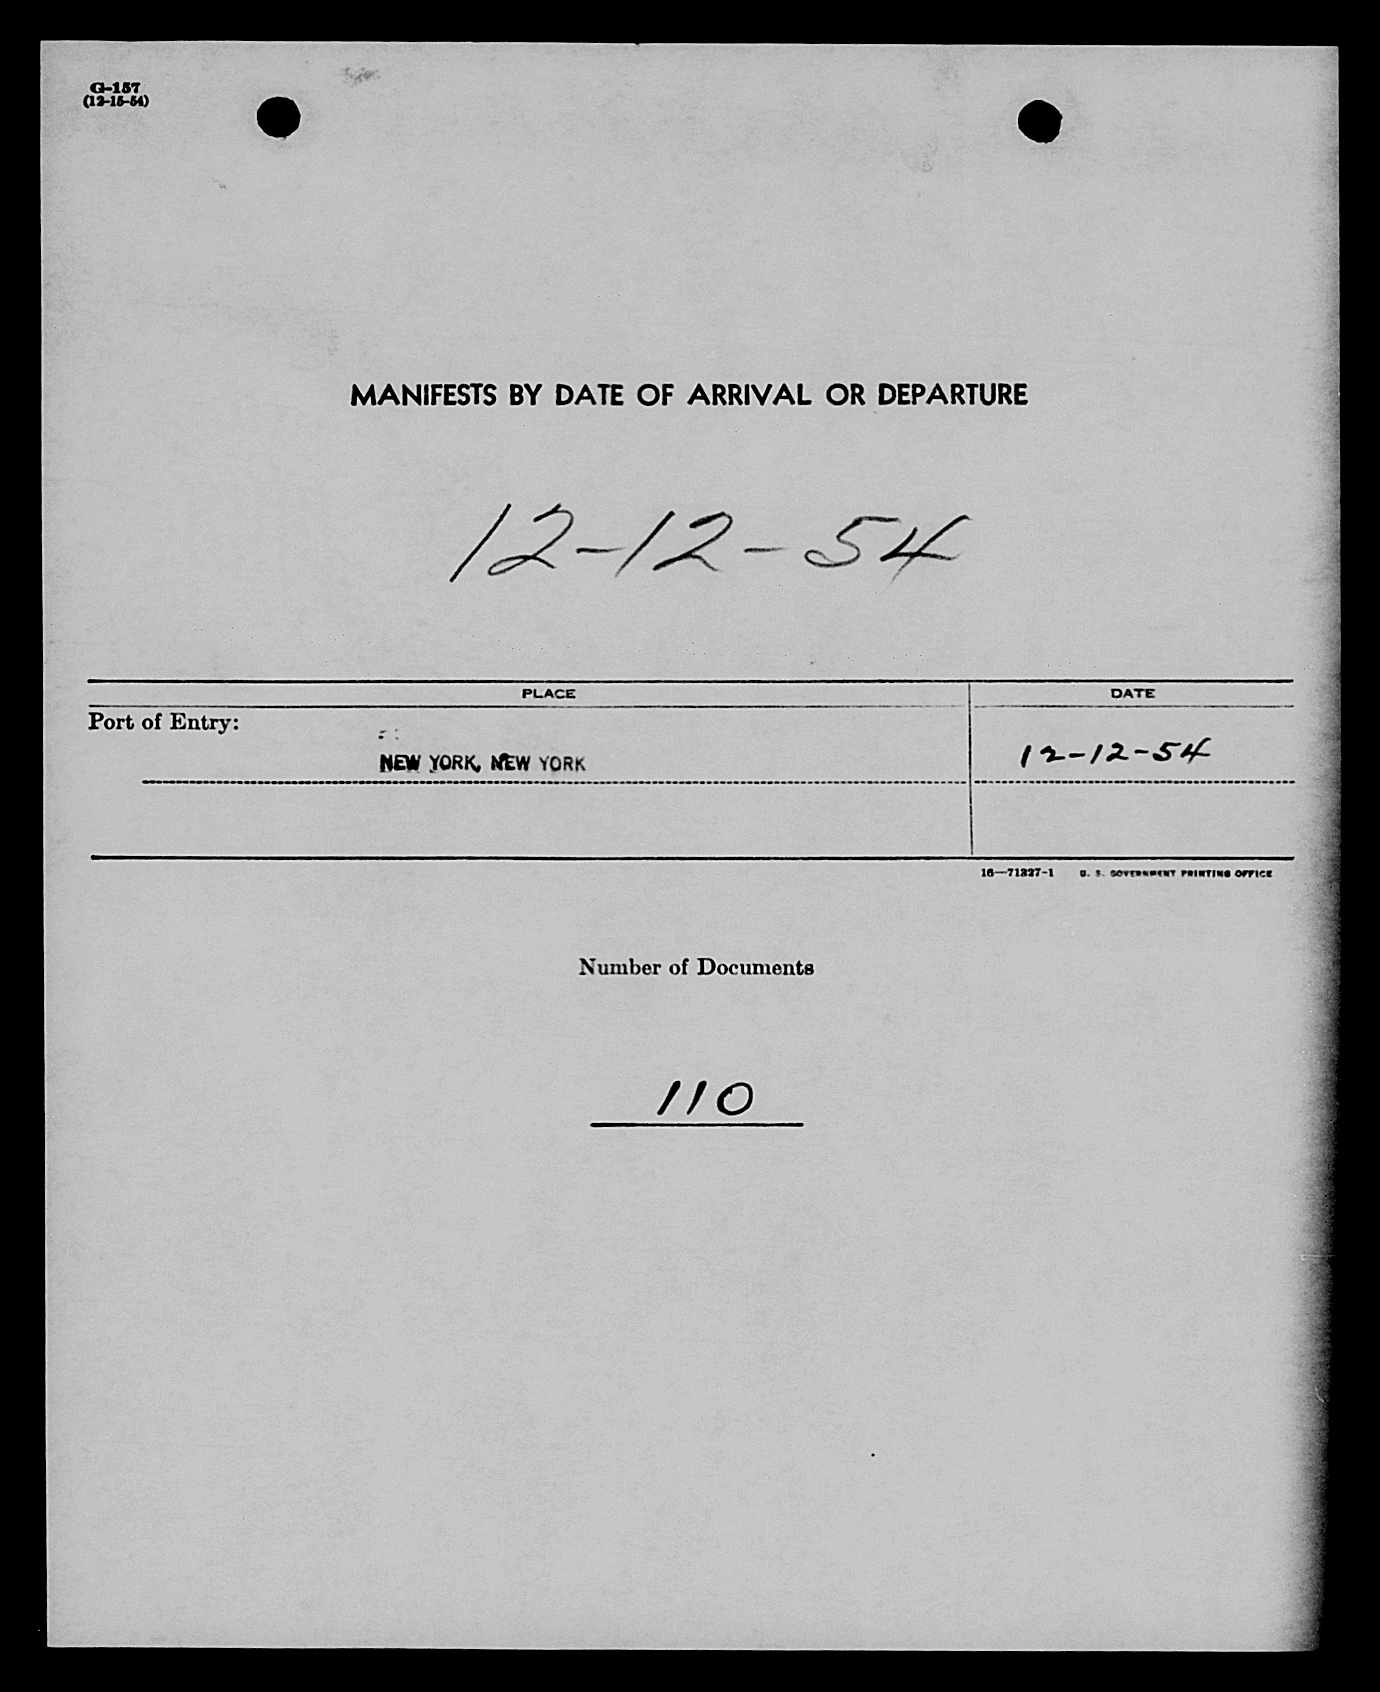 G-157
(12-15-54)
MANIFESTS BY DATE OF ARRIVAL OR DEPARTURE
12-12-54
PLACE
DATE
Port of Entry:
NEW YORK, NEW YORK
12-12-54
16—71327-1 U. S. GOVERNMENT PRINTING OFFICE
Number of Documents
110